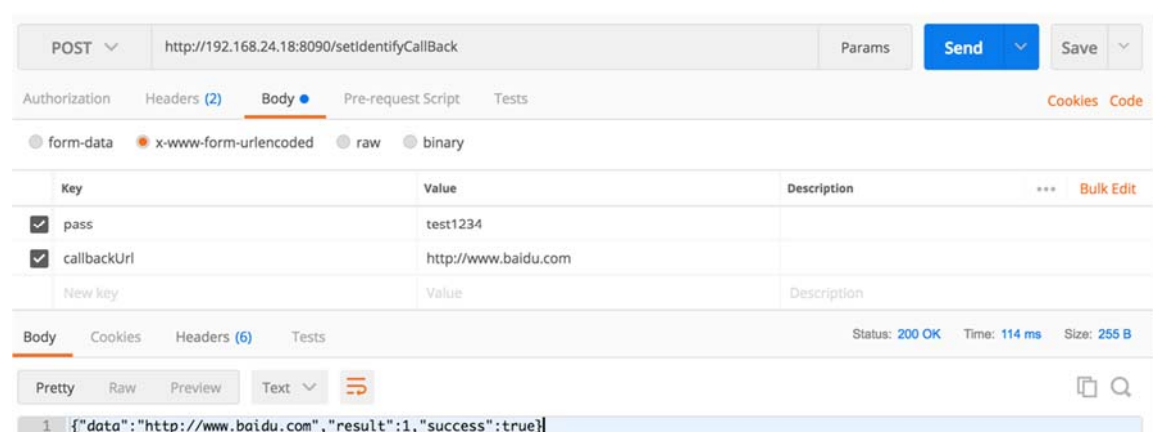 POST http://192.168.24.18:8090/setIdentifyCallBack Params Send Save
Authorization Headers (2) Body Pre-request Script Tests Cookies Code
form-data x-www-form-urlencoded raw binary
Key Value Description ••• Bulk Edit
pass test1234
callbackUrl http://www.baidu.com
New key Value Description
Body Cookies Headers (6) Tests Status: 200 OK Time: 114 ms Size: 255 B
Pretty Raw Preview Text
1 {"data":"http://www.baidu.com","result":1,"success":true}